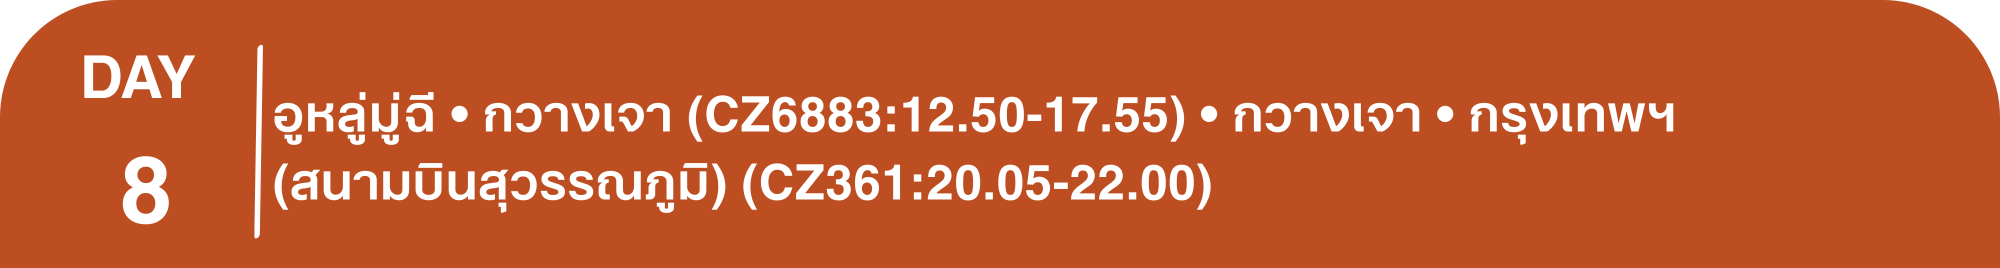 DAY
8
อูหลู่มู่ฉี • กวางเจา (CZ6883:12.50-17.55) • กวางเจา • กรุงเทพฯ
(สนามบินสุวรรณภูมิ) (CZ361:20.05-22.00)